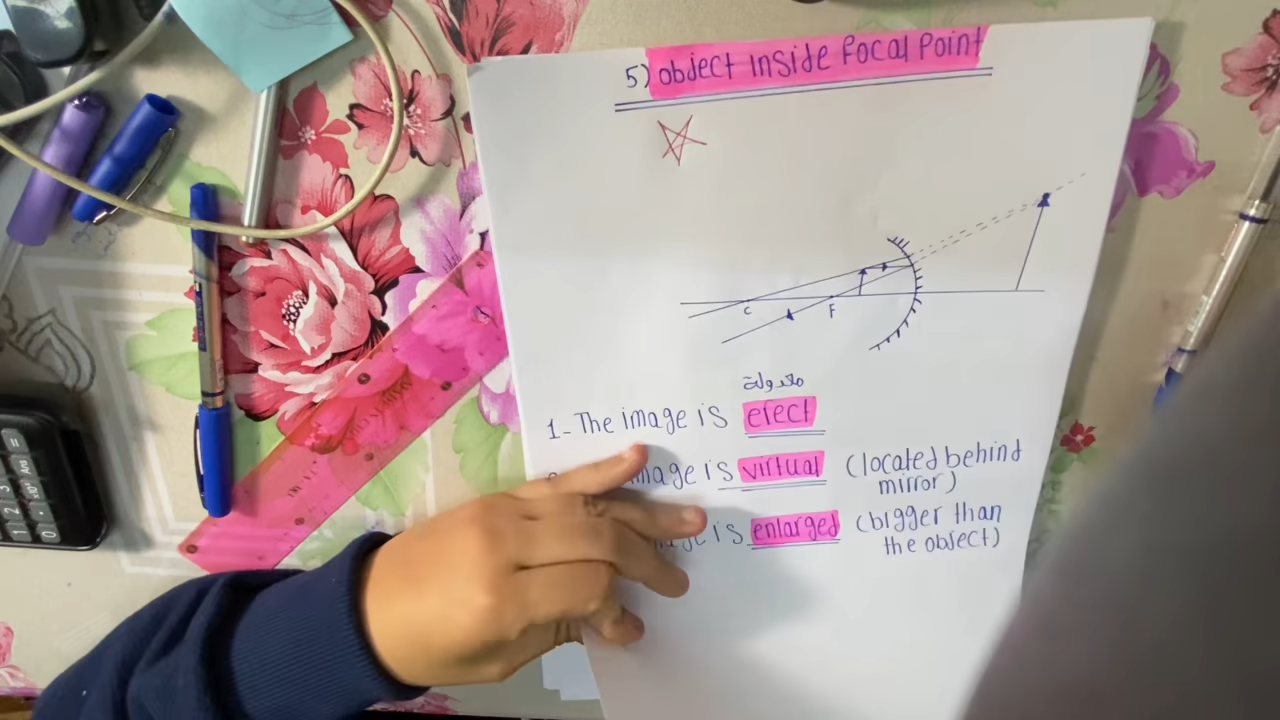 5) object inside focal point
C F
معدولة
1- The image is erect
image is virtual (located behind
mirror)
is enlarged (bigger than
the object)